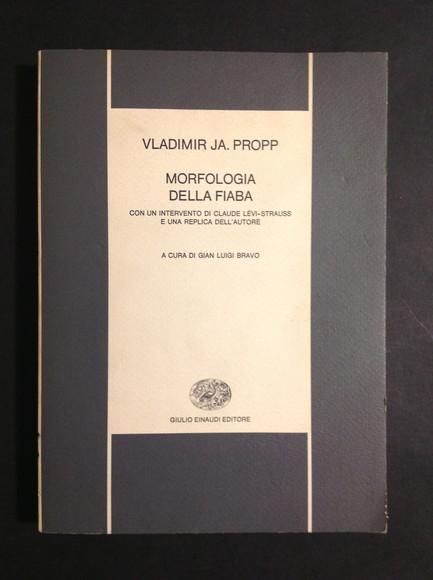 VLADIMIR JA. PROPP
MORFOLOGIA
DELLA FIABA
CON UN INTERVENTO DI CLAUDE LÉVI-STRAUSS
E UNA REPLICA DELL'AUTORE
A CURA DI GIAN LUIGI BRAVO
GIULIO EINAUDI EDITORE